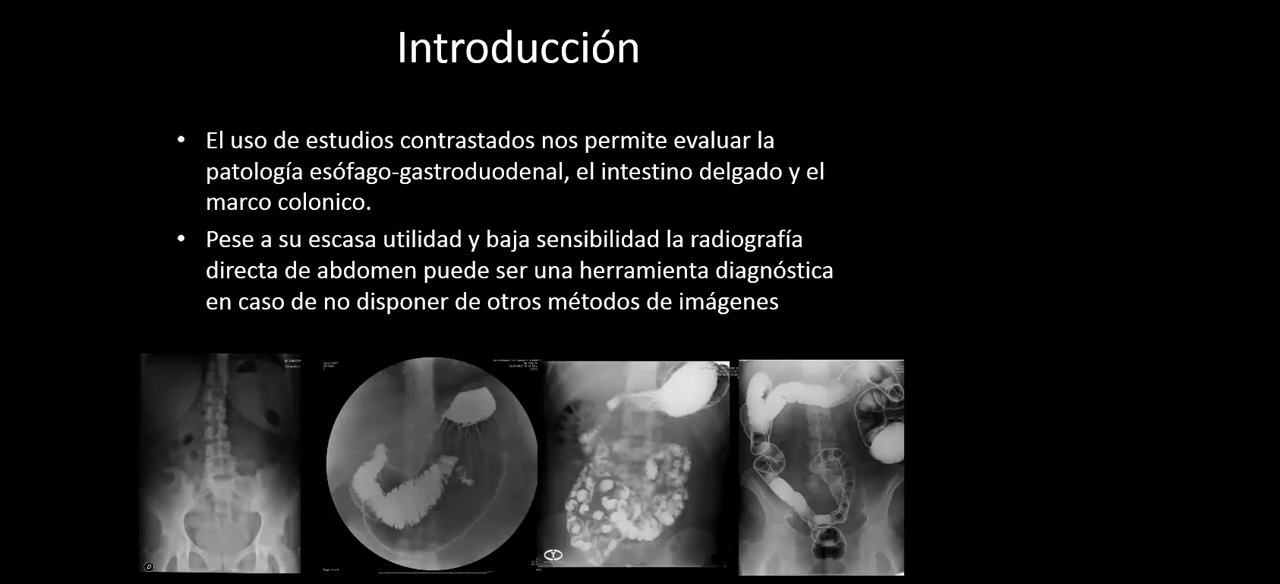 Introducción
• El uso de estudios contrastados nos permite evaluar la
patología esófago-gastroduodenal, el intestino delgado y el
marco colonico.
• Pese a su escasa utilidad y baja sensibilidad la radiografía
directa de abdomen puede ser una herramienta diagnóstica
en caso de no disponer de otros métodos de imágenes